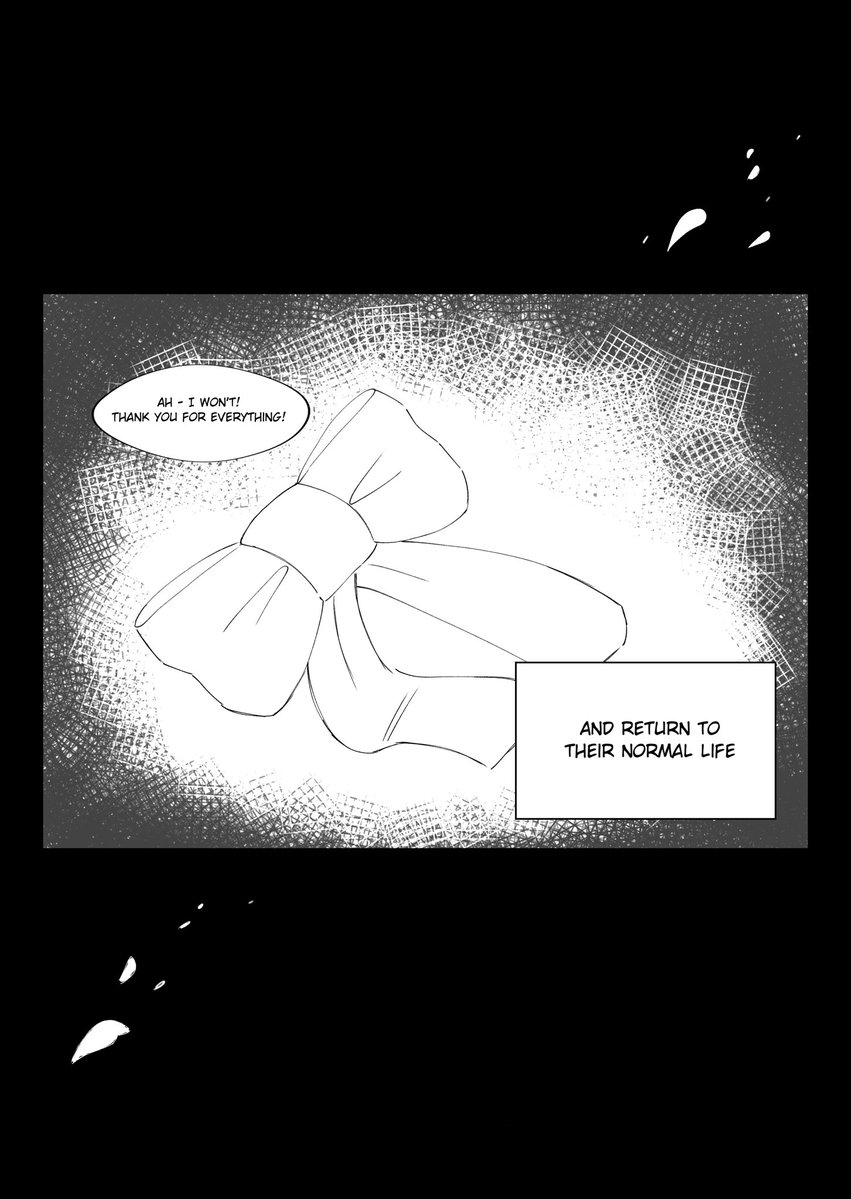 AH - I WON'T!
THANK YOU FOR EVERYTHING!
AND RETURN TO
THEIR NORMAL LIFE